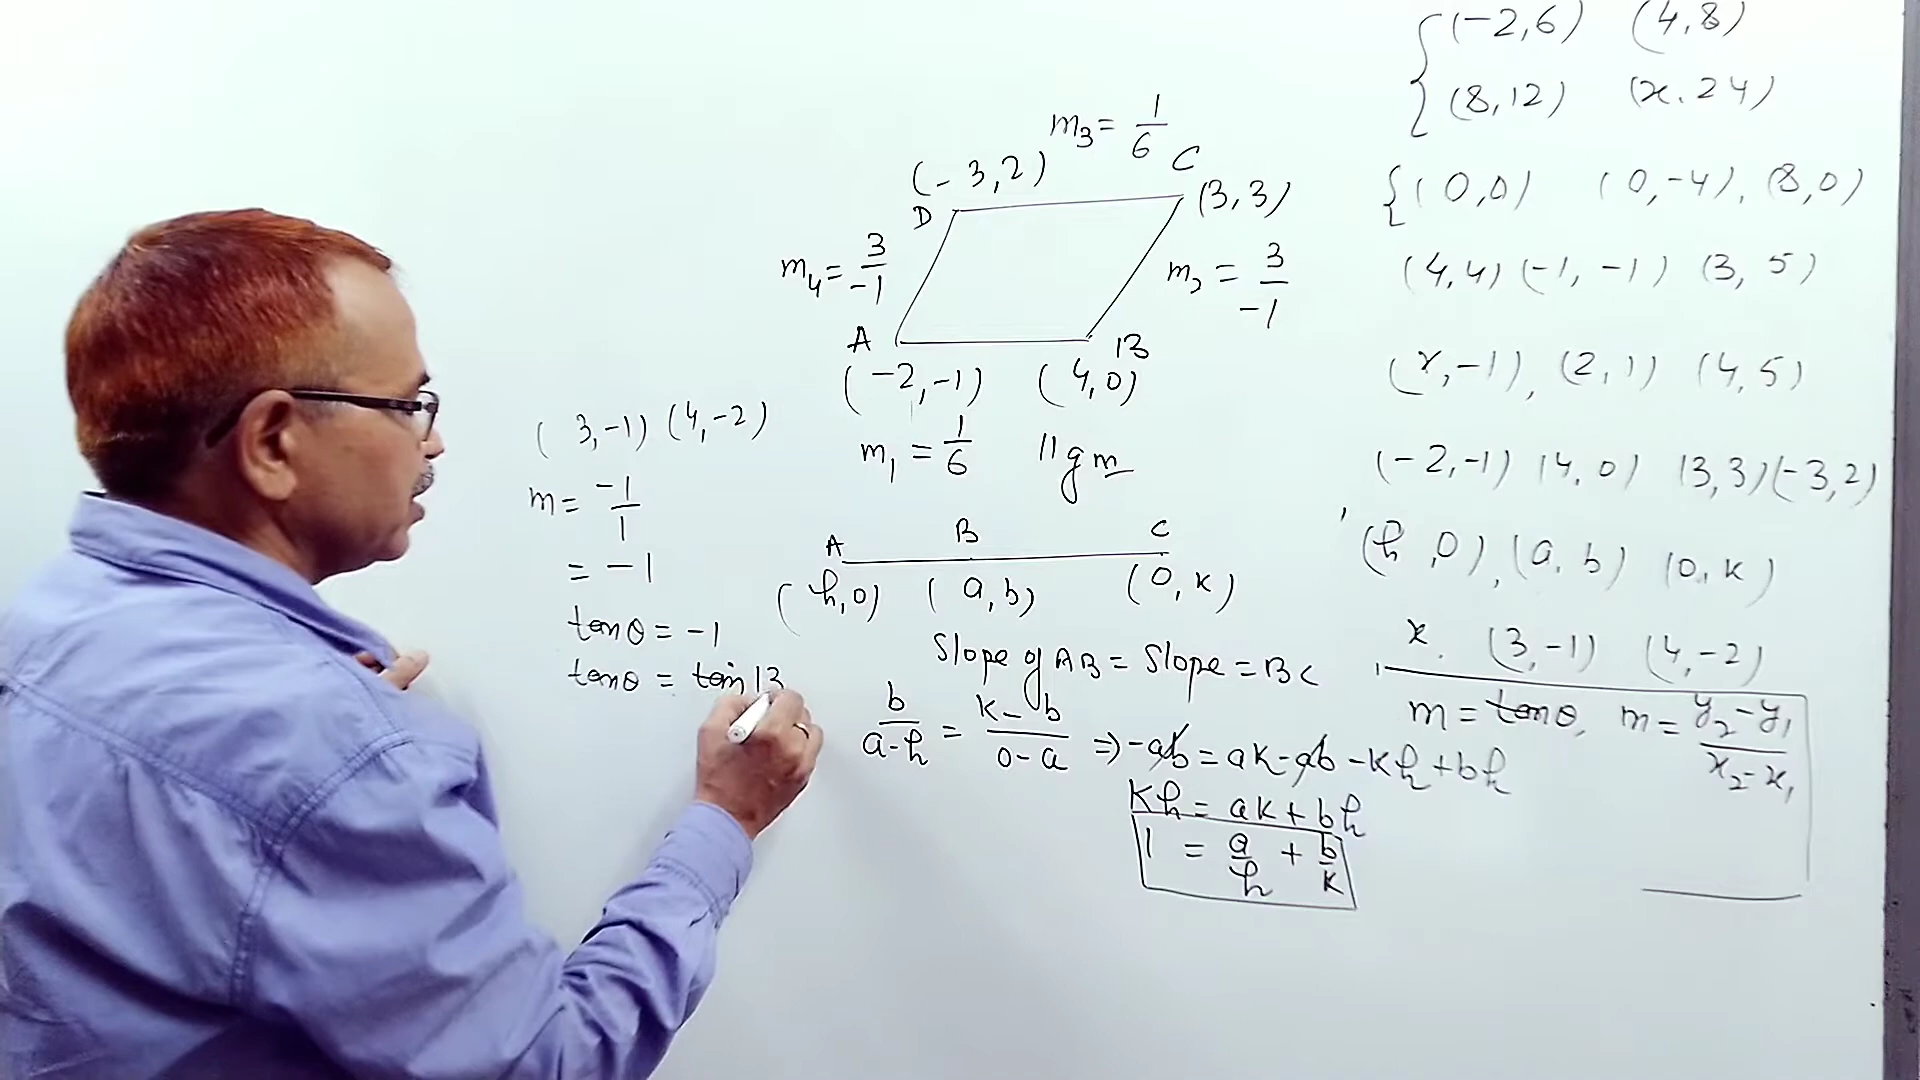 (3,-1) (4,-2)
m = -1/1
= -1
tanθ = -1
tanθ = tan 13
m3 = 1/6
(-3,2) C
D (3,3)
m4 = 3/-1 m2 = 3/-1
A B
(-2,-1) (4,0)
m1 = 1/6 11gm
A B C
(h,0) (a,b) (0,k)
Slope of AB = Slope = BC
b/a-h = k-b/0-a ⇒ -ab = ak-ab-kh+bh
kh = ak+bh
1 = a/h + b/k
{(-2,6) (4,8)
(8,12) (x.24)
{(0,0) (0,-4), (8,0)
(4,4) (-1,-1) (3,5)
(x,-1), (2,1) (4,5)
(-2,-1) (4,0) (3,3) (-3,2)
(h,0), (a,b) (0,k)
x. (3,-1) (4,-2)
m = tanθ, m = y2-y1/x2-x1